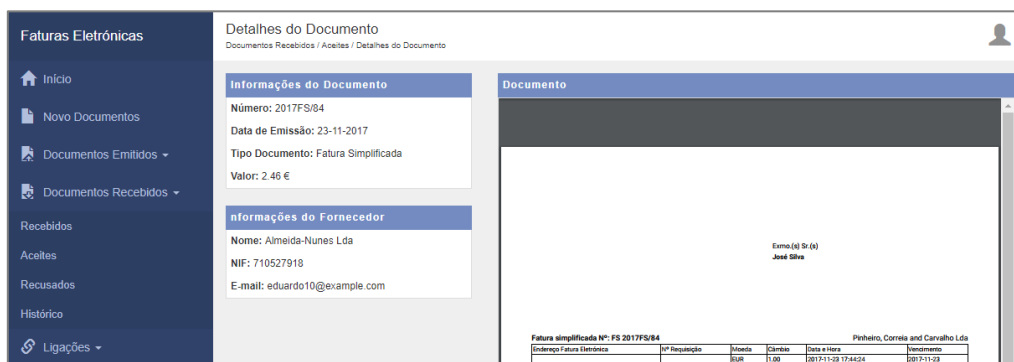 Faturas Eletrónicas
Início
Novo Documentos
Documentos Emitidos
Documentos Recebidos
Recebidos
Aceites
Recusados
Histórico
Ligações
Detalhes do Documento
Documentos Recebidos / Aceites / Detalhes do Documento
Informações do Documento
Número: 2017FS/84
Data de Emissão: 23-11-2017
Tipo Documento: Fatura Simplificada
Valor: 2.46 €
nformações do Fornecedor
Nome: Almeida-Nunes Lda
NIF: 710527918
E-mail: eduardo10@example.com
Documento
Exmo.(s) Sr.(s)
José Silva
Fatura simplificada Nº: FS 2017FS/84 Pinheiro, Correia and Carvalho Lda
Endereço Fatura Eletrónica Nº Requisição Moeda Câmbio Data e Hora Vencimento
EUR 1.00 2017-11-23 17:44:24 2017-11-23